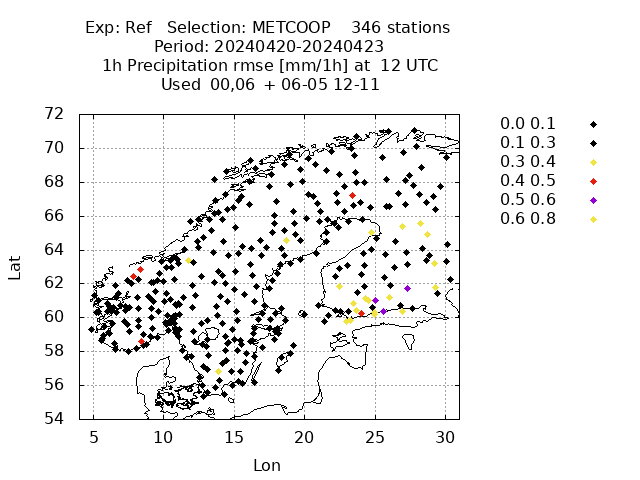 Exp: Ref   Selection: METCOOP    346 stations
Period: 20240420-20240423
1h Precipitation rmse [mm/1h] at  12 UTC
Used  00,06  + 06-05 12-11
72
70
68
66
64
62
60
58
56
54
Lat
5 10 15 20 25 30
Lon
0.0 0.1
0.1 0.3
0.3 0.4
0.4 0.5
0.5 0.6
0.6 0.8